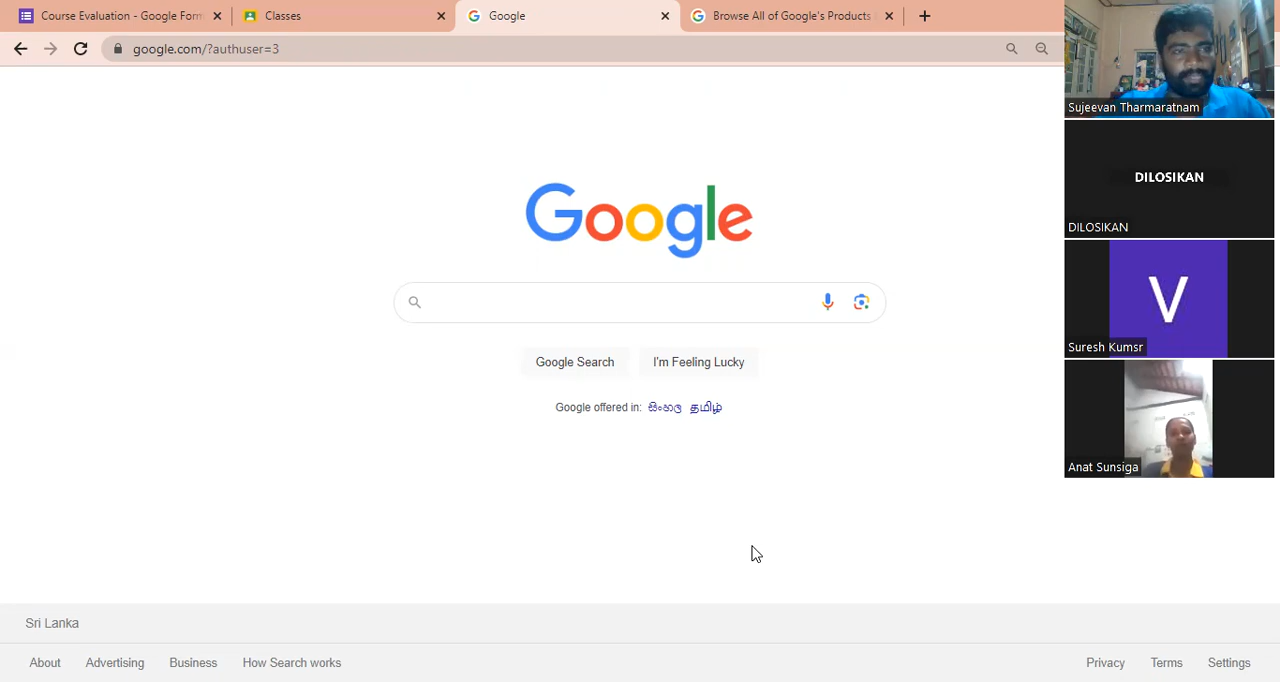 Course Evaluation - Google Form
Classes
Google
Browse All of Google's Products
google.com/?authuser=3
Google
Google Search
I'm Feeling Lucky
Google offered in: සිංහල தமிழ்
Sri Lanka
About
Advertising
Business
How Search works
Privacy
Terms
Settings
Sujeevan Tharmaratnam
DILOSIKAN
DILOSIKAN
V
Suresh Kumsr
Anat Sunsiga